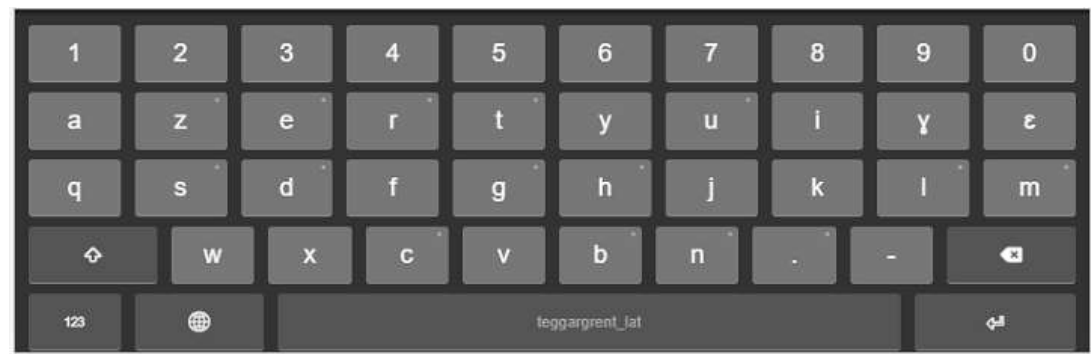 1 2 3 4 5 6 7 8 9 0
a z e r t y u i ɣ ɛ
q s d f g h j k l m
w x c v b n . -
123 teggargrent_lat